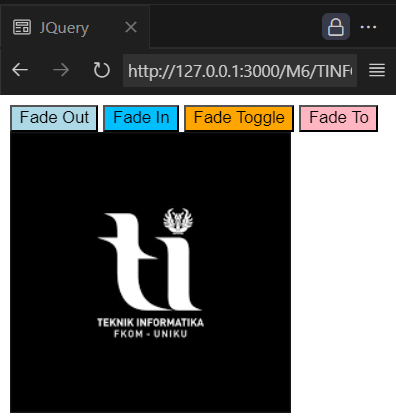 JQuery
http://127.0.0.1:3000/M6/TINF
Fade Out Fade In Fade Toggle Fade To
ti
TEKNIK INFORMATIKA
FKOM - UNIKU